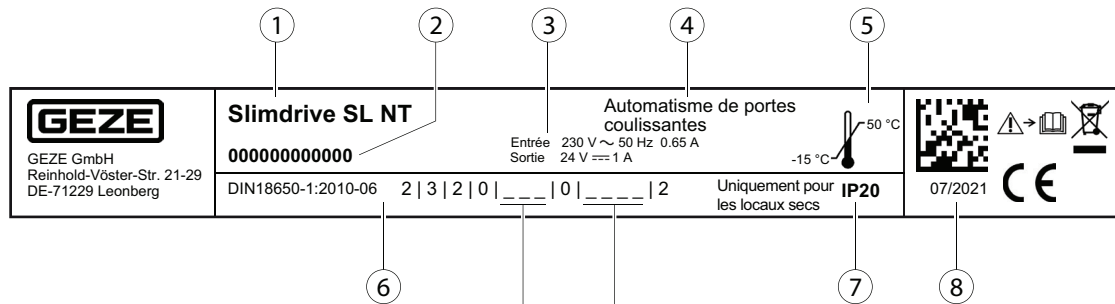 1
2
3
4
5
GEZE
GEZE GmbH
Reinhold-Vöster-Str. 21-29
DE-71229 Leonberg
Slimdrive SL NT
000000000000
Entrée 230 V ~ 50 Hz 0.65 A
Sortie 24 V ⎓ 1 A
Automatisme de portes
coulissantes
50 °C
-15 °C
DIN18650-1:2010-06 2 | 3 | 2 | 0 | _ _ _ | 0 | _ _ _ _ | 2
Uniquement pour
les locaux secs
IP20
07/2021
CE
6
7
8